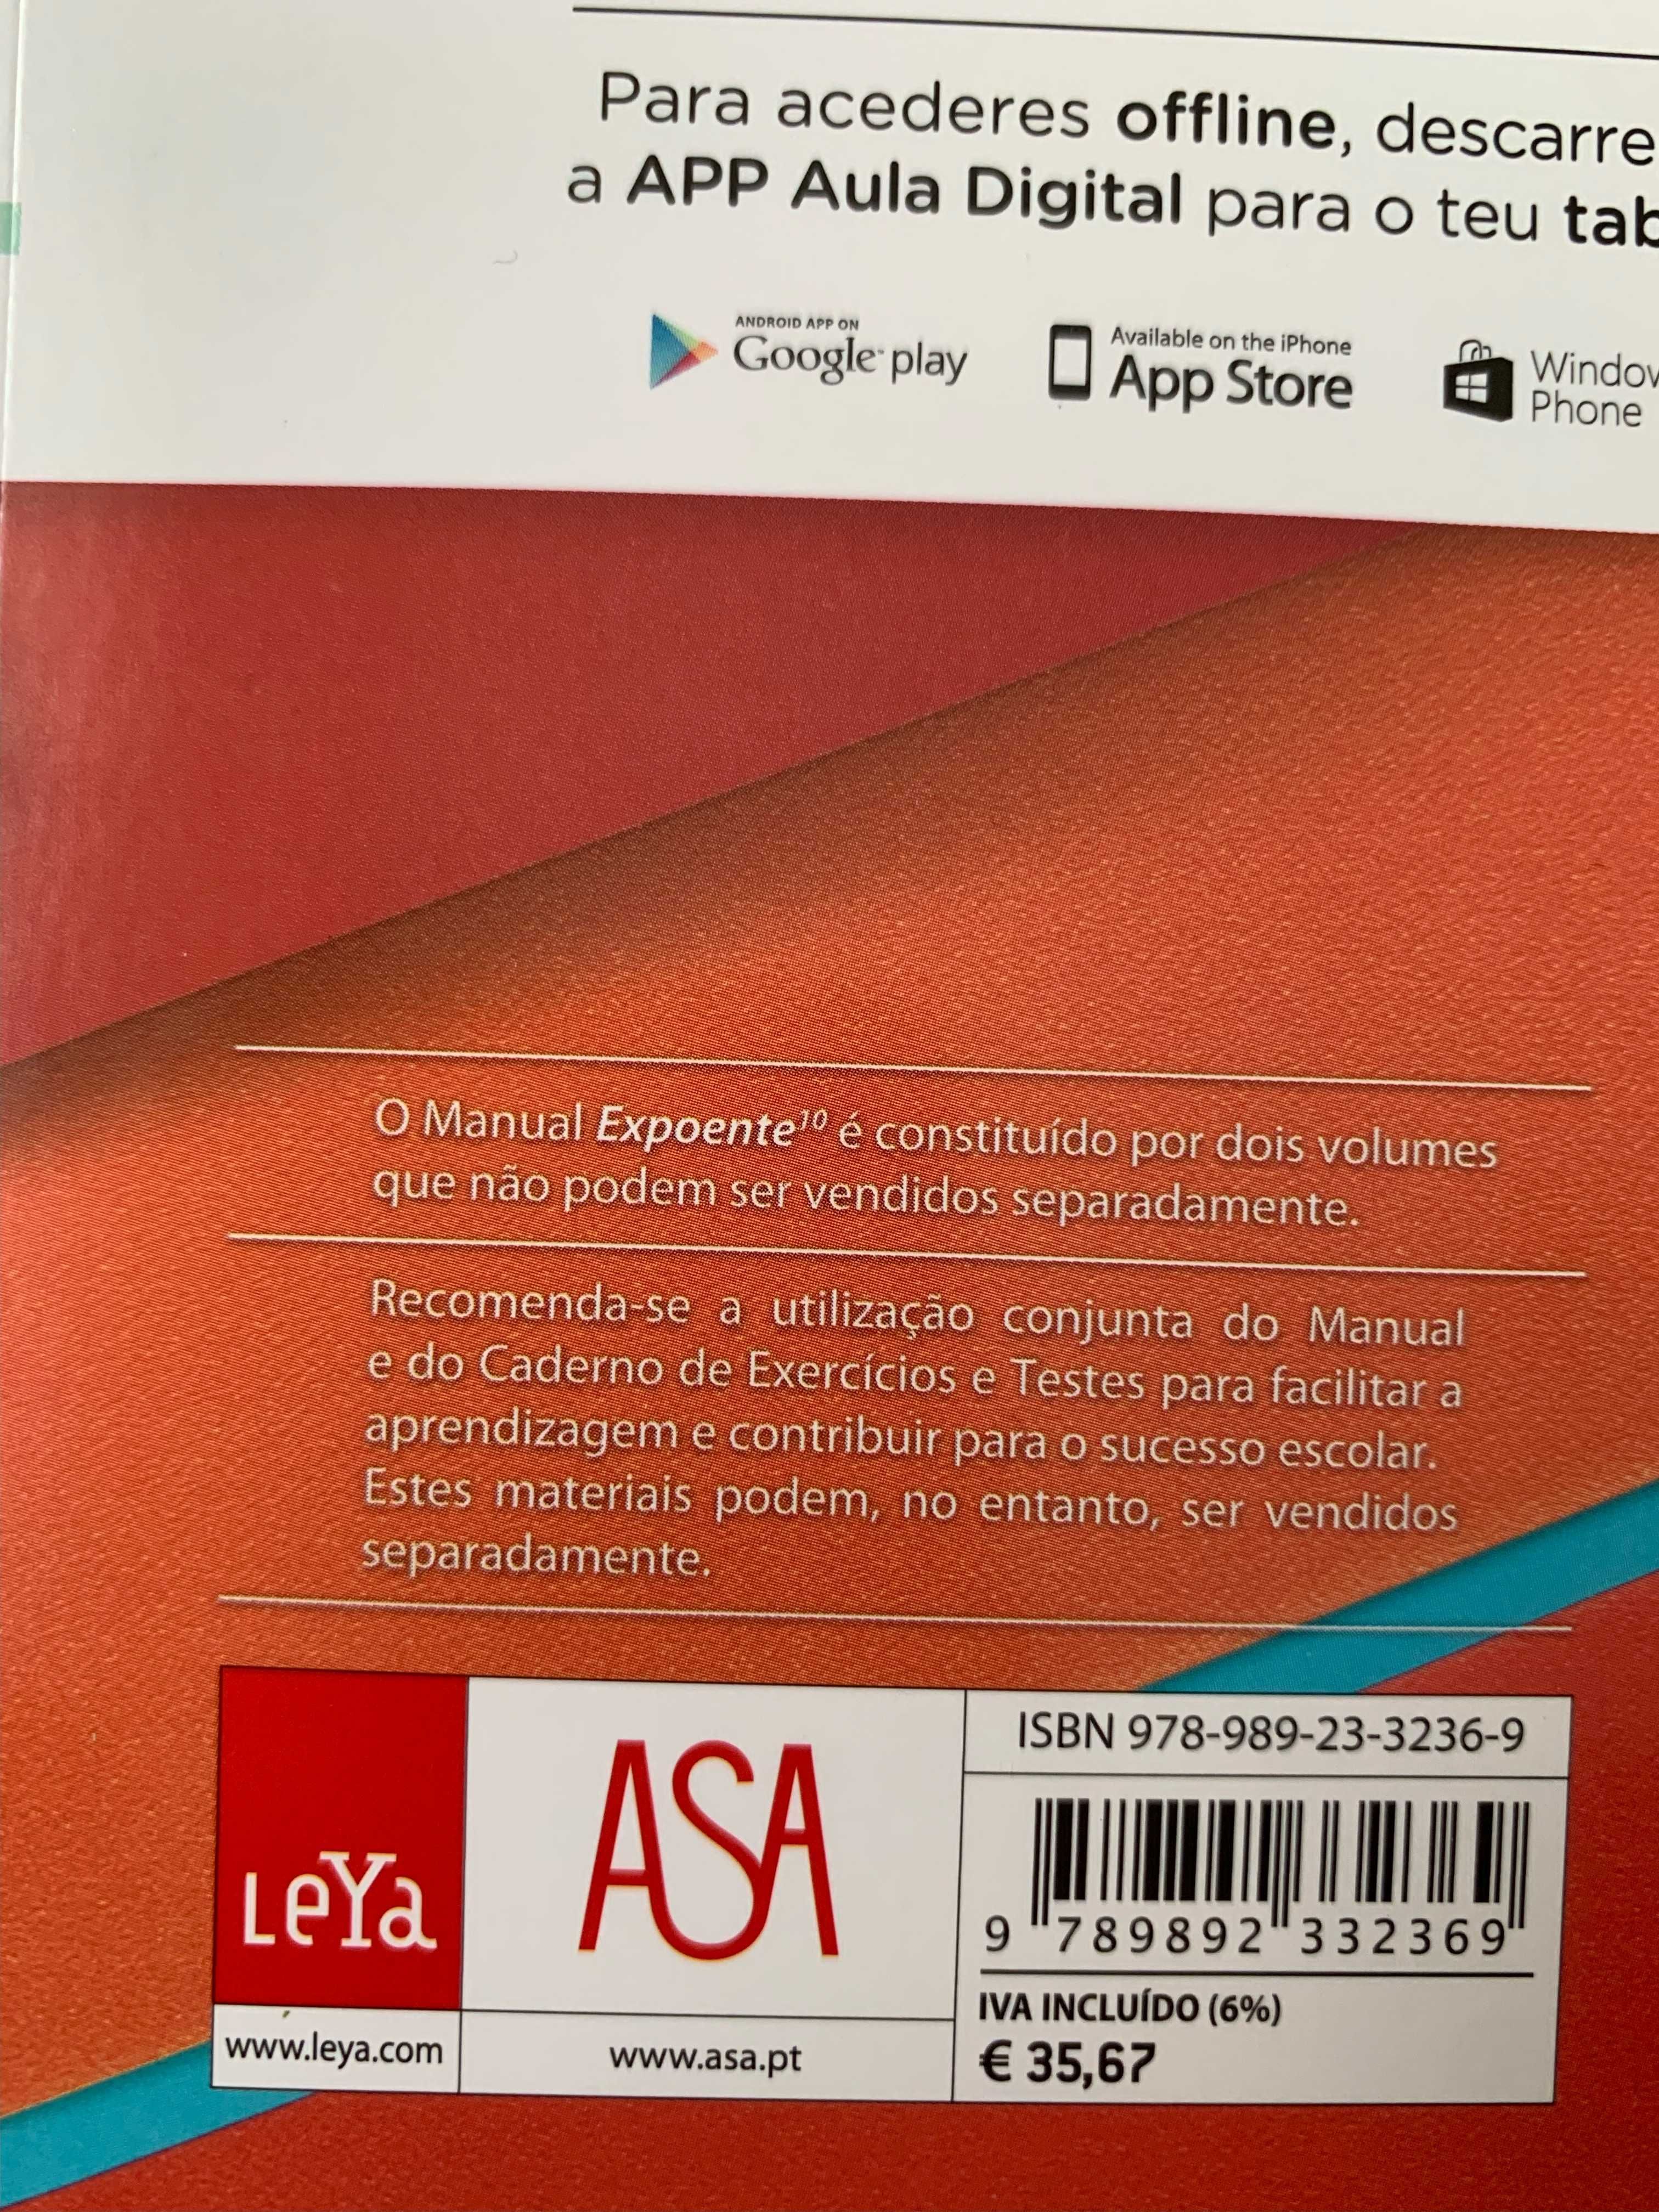 Para acederes offline, descarre
a APP Aula Digital para o teu tab
ANDROID APP ON
Google play
Available on the iPhone
App Store
Window
Phone
O Manual Expoente¹⁰ é constituído por dois volumes
que não podem ser vendidos separadamente.
Recomenda-se a utilização conjunta do Manual
e do Caderno de Exercícios e Testes para facilitar a
aprendizagem e contribuir para o sucesso escolar.
Estes materiais podem, no entanto, ser vendidos
separadamente.
LeYa
www.leya.com
ASA
www.asa.pt
ISBN 978-989-23-3236-9
9 789892 332369
IVA INCLUÍDO (6%)
€ 35,67